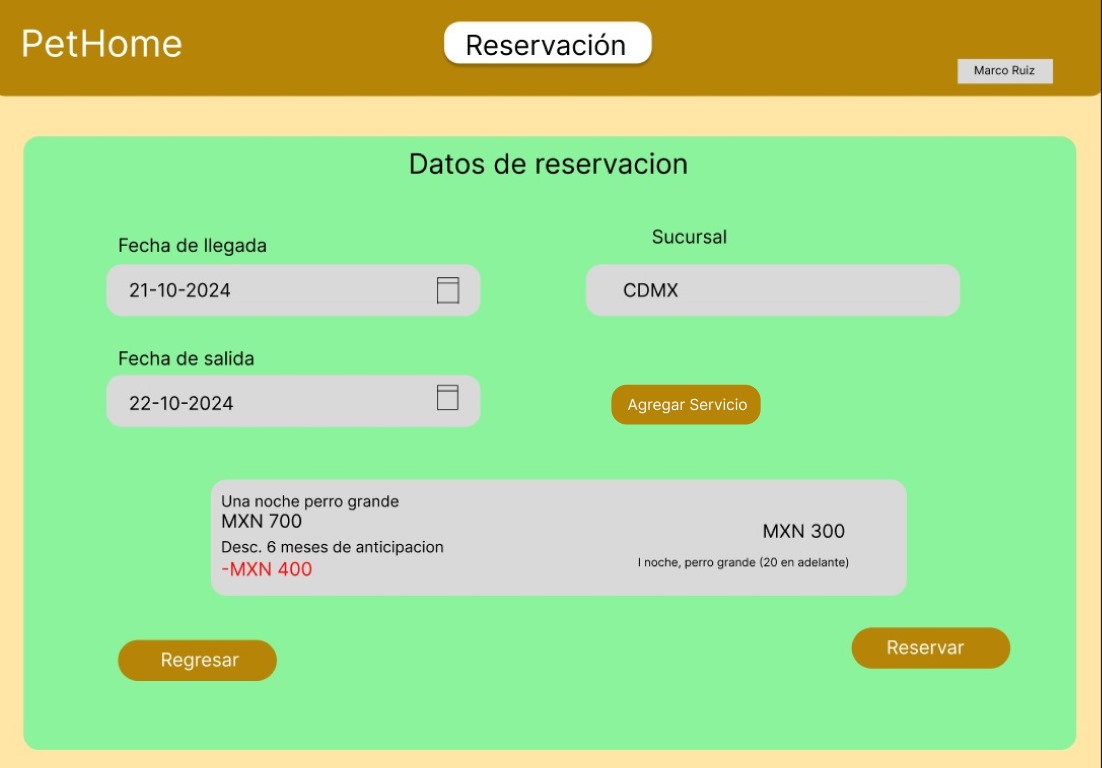 PetHome
Reservación
Marco Ruiz
Datos de reservacion
Fecha de llegada
21-10-2024
Sucursal
CDMX
Fecha de salida
22-10-2024
Agregar Servicio
Una noche perro grande
MXN 700
Desc. 6 meses de anticipacion
-MXN 400
MXN 300
I noche, perro grande (20 en adelante)
Regresar
Reservar